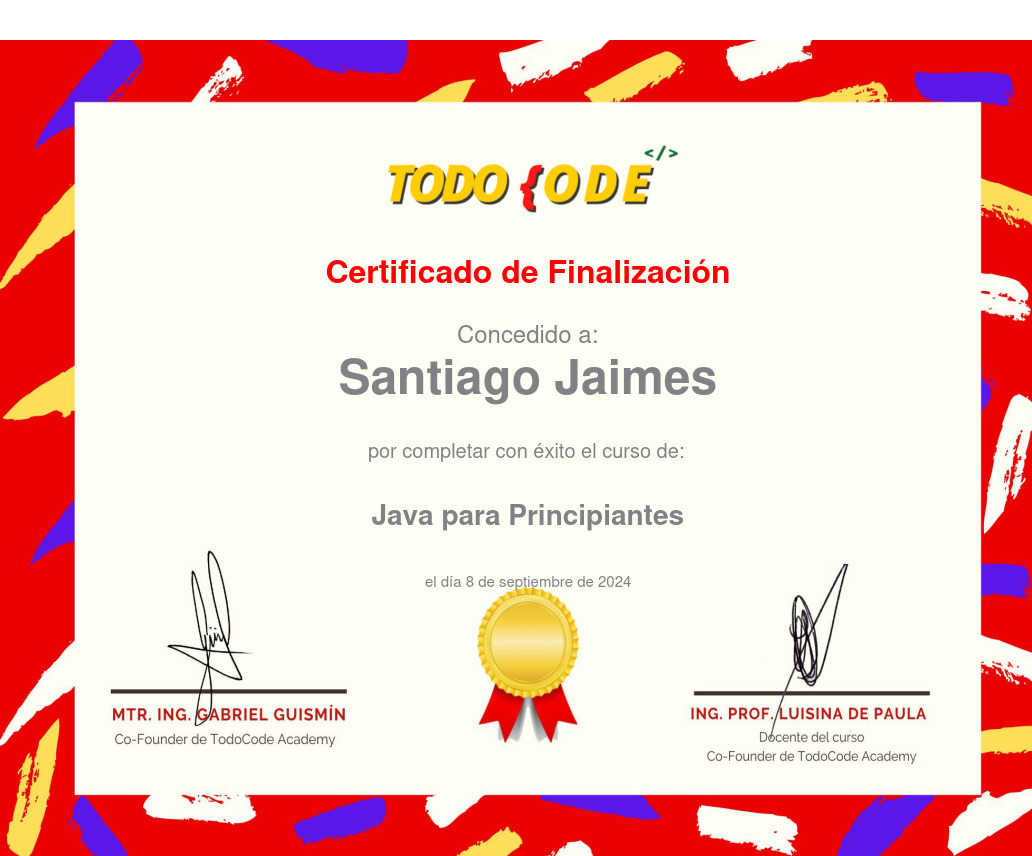 </>
TODO {ODE
Certificado de Finalización
Concedido a:
Santiago Jaimes
por completar con éxito el curso de:
Java para Principiantes
el día 8 de septiembre de 2024
MTR. ING. GABRIEL GUISMÍN
Co-Founder de TodoCode Academy
ING. PROF. LUISINA DE PAULA
Docente del curso
Co-Founder de TodoCode Academy